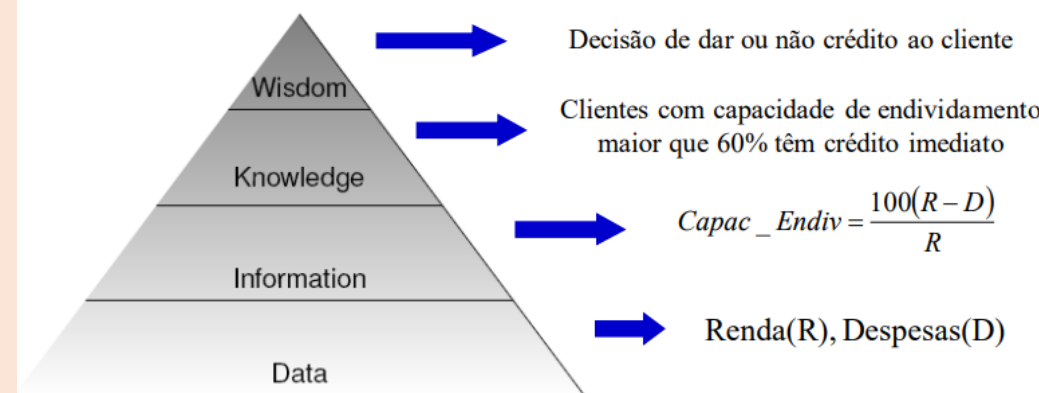 Decisão de dar ou não crédito ao cliente
Wisdom
Clientes com capacidade de endividamento
maior que 60% têm crédito imediato
Knowledge
Capac _ Endiv = 100(R – D) / R
Information
Renda(R), Despesas(D)
Data